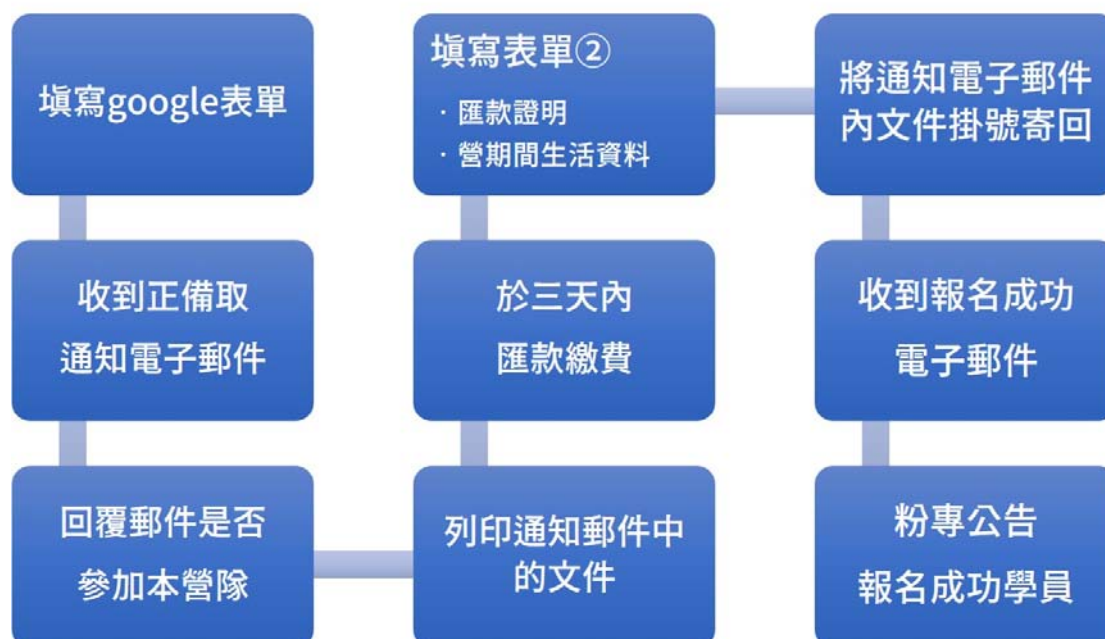 填寫google表單
收到正備取
通知電子郵件
回覆郵件是否
參加本營隊
列印通知郵件中
的文件
於三天內
匯款繳費
填寫表單②
· 匯款證明
· 營期間生活資料
將通知電子郵件
內文件掛號寄回
收到報名成功
電子郵件
粉專公告
報名成功學員